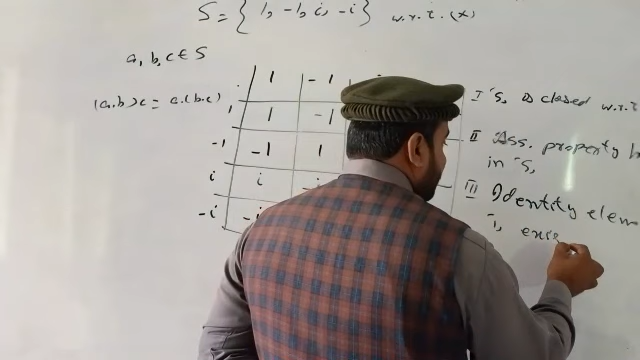 S = { 1, -1, i, -i } w.r.t. (x)
a, b, c ∈ S
(a.b)c = a.(b.c)
. 1 -1
1 1 -1
-1 -1 1
i i
-i
I 'S' is closed w.r.t
II Ass. property
in 'S'
III Identity elem
'1'